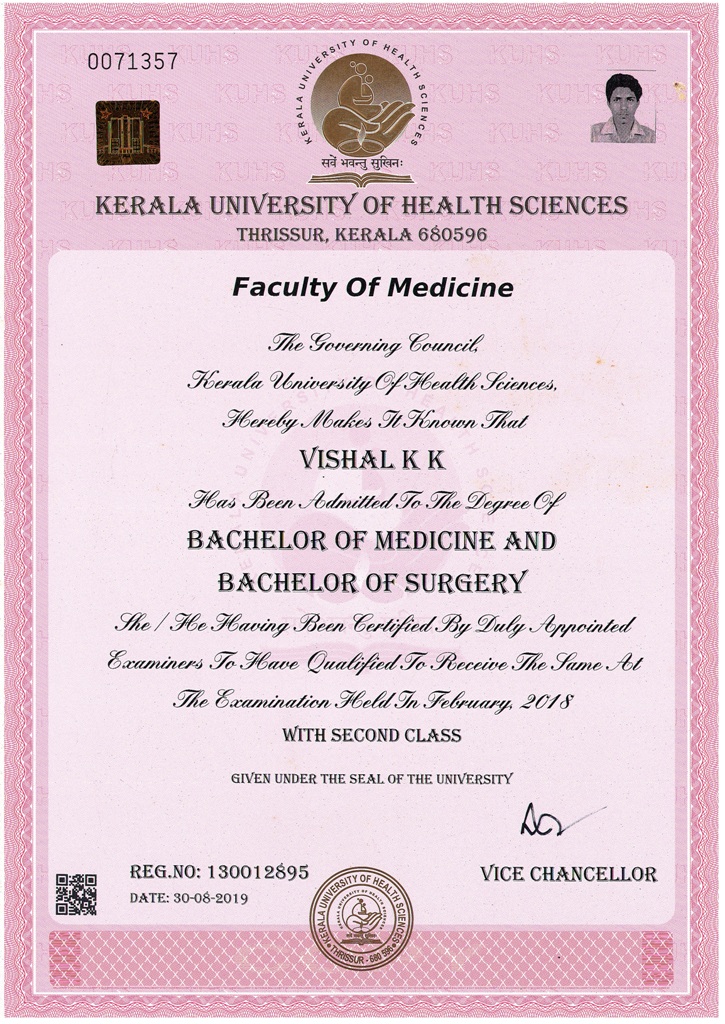 0071357
KERALA UNIVERSITY OF HEALTH SCIENCES
सर्वे भवन्तु सुखिनः
KERALA UNIVERSITY OF HEALTH SCIENCES
THRISSUR, KERALA 680596
Faculty Of Medicine
The Governing Council,
Kerala University Of Health Sciences,
Hereby Makes It Known That
VISHAL K K
Has Been Admitted To The Degree Of
BACHELOR OF MEDICINE AND
BACHELOR OF SURGERY
She / He Having Been Certified By Duly Appointed
Examiners To Have Qualified To Receive The Same At
The Examination Held In February, 2018
WITH SECOND CLASS
GIVEN UNDER THE SEAL OF THE UNIVERSITY
REG.NO: 130012895
VICE CHANCELLOR
DATE: 30-08-2019
KERALA UNIVERSITY OF HEALTH SCIENCES
THRISSUR - 680 596